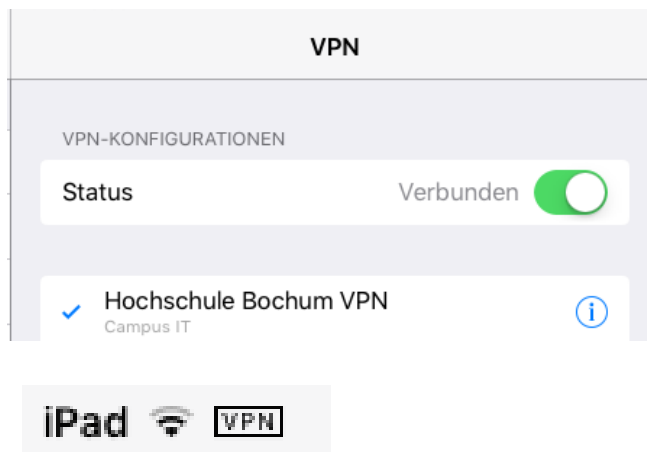 VPN
VPN-KONFIGURATIONEN
Status Verbunden
Hochschule Bochum VPN
Campus IT
iPad VPN